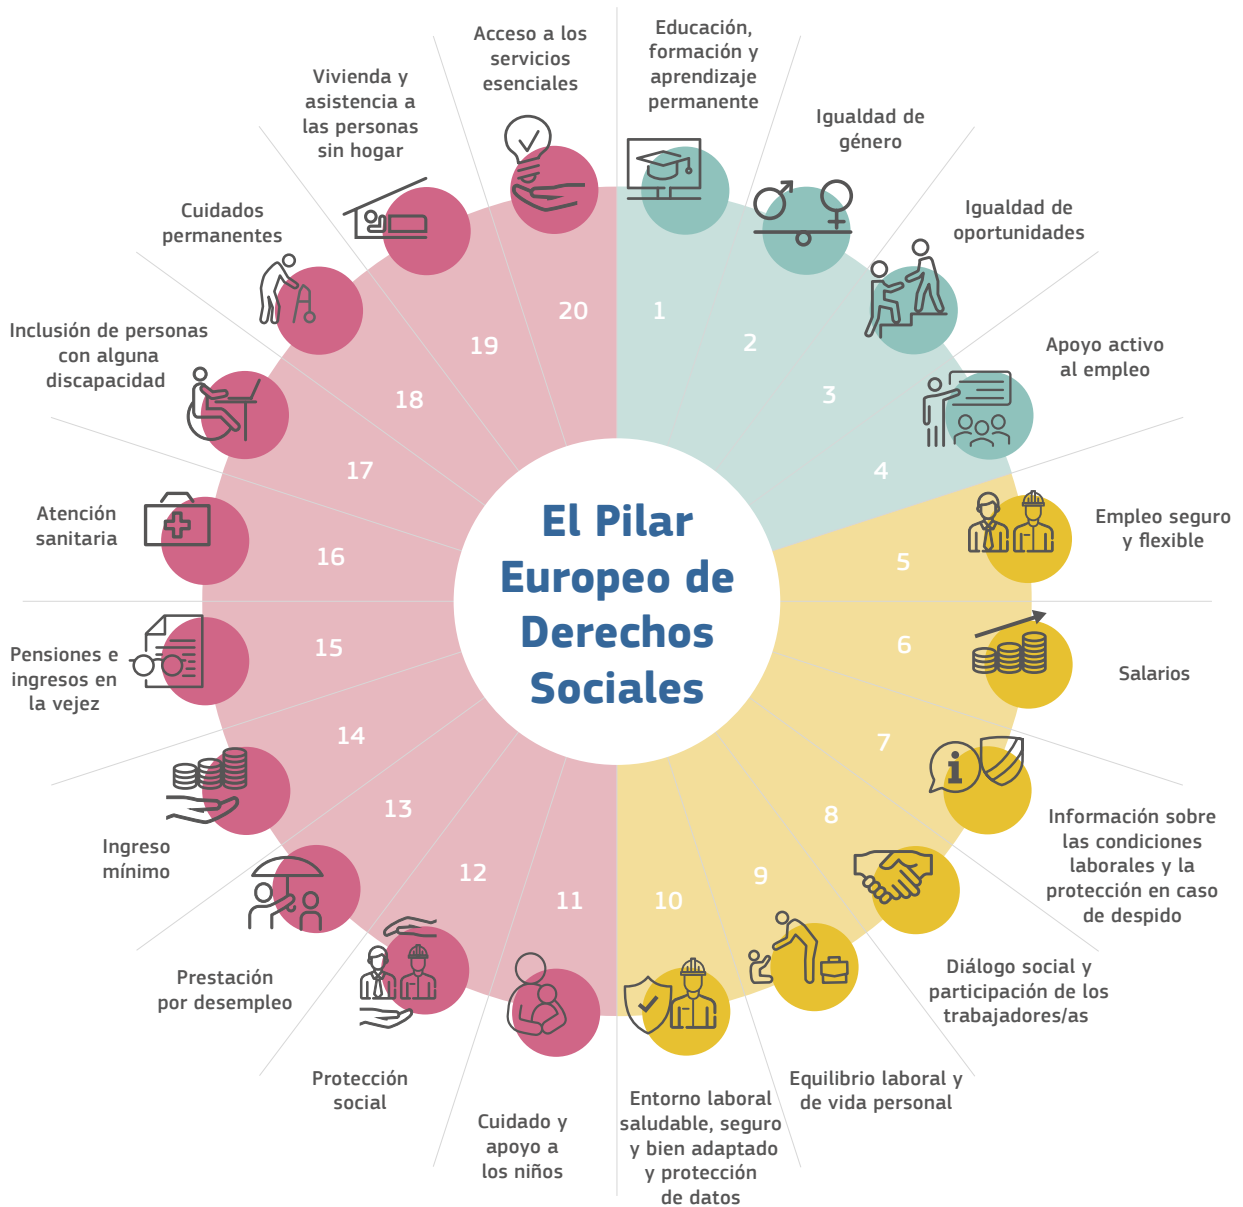 El Pilar
Europeo de
Derechos
Sociales
Educación,
formación y
aprendizaje
permanente
1
Igualdad de
género
2
Igualdad de
oportunidades
3
Apoyo activo
al empleo
4
Empleo seguro
y flexible
5
Salarios
6
Información sobre
las condiciones
laborales y la
protección en caso
de despido
7
i
Diálogo social y
participación de los
trabajadores/as
8
Equilibrio laboral y
de vida personal
9
Entorno laboral
saludable, seguro
y bien adaptado
y protección
de datos
10
Cuidado y
apoyo a
los niños
11
Protección
social
12
Prestación
por desempleo
13
Ingreso
mínimo
14
Pensiones e
ingresos en
la vejez
15
Atención
sanitaria
16
Inclusión de personas
con alguna
discapacidad
17
Cuidados
permanentes
18
Vivienda y
asistencia a
las personas
sin hogar
19
Acceso a los
servicios
esenciales
20